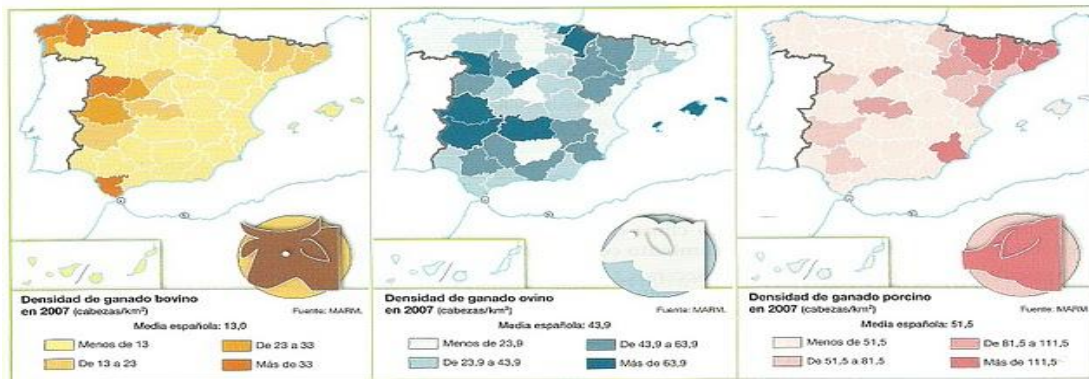 Densidad de ganado bovino
en 2007 (cabezas/km²)
Fuente: MARM.
Media española: 13,0
Menos de 13
De 23 a 33
De 13 a 23
Más de 33
Densidad de ganado ovino
en 2007 (cabezas/km²)
Fuente: MARM.
Media española: 43,9
Menos de 23,9
De 43,9 a 63,9
De 23,9 a 43,9
Más de 63,9
Densidad de ganado porcino
en 2007 (cabezas/km²)
Fuente: MARM.
Media española: 51,5
Menos de 51,5
De 81,5 a 111,5
De 51,5 a 81,5
Más de 111,5